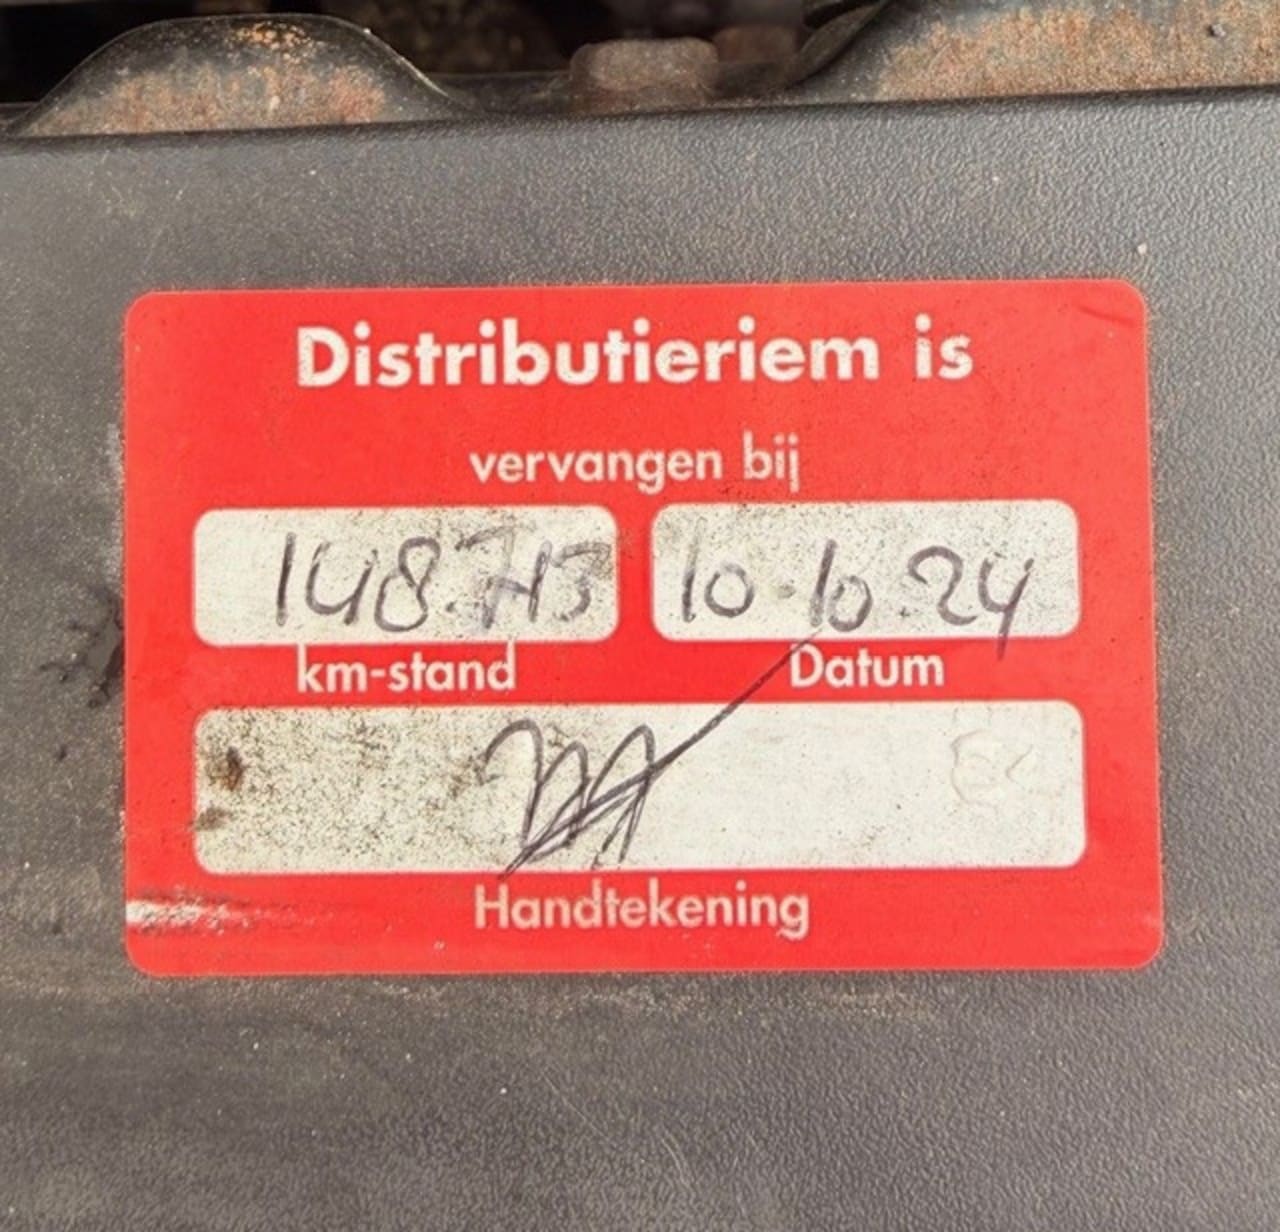 Distributieriem is
vervangen bij
148.713 10.10.24
km-stand Datum
Handtekening